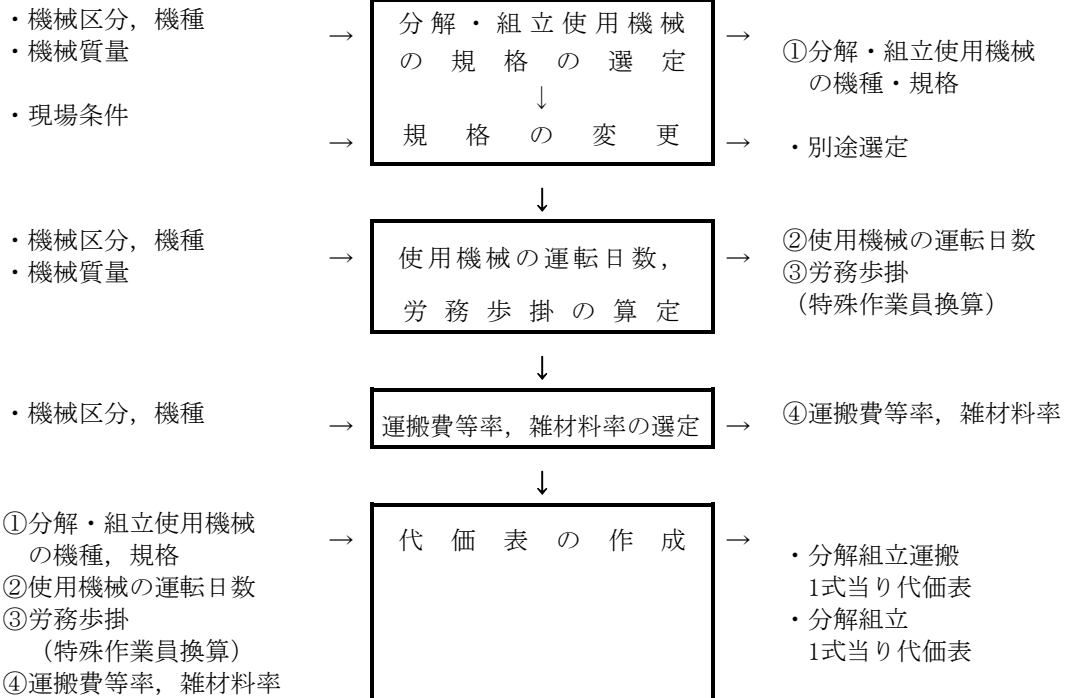 ・機械区分，機種
・機械質量
・現場条件
→
→
分解・組立使用機械
の規格の選定
↓
規格の変更
→
→
①分解・組立使用機械
の機種・規格
・別途選定
↓
・機械区分，機種
・機械質量
→
使用機械の運転日数，
労務歩掛の算定
→
②使用機械の運転日数
③労務歩掛
（特殊作業員換算）
↓
・機械区分，機種
→
運搬費等率，雑材料率の選定
→
④運搬費等率，雑材料率
↓
①分解・組立使用機械
の機種，規格
②使用機械の運転日数
③労務歩掛
（特殊作業員換算）
④運搬費等率，雑材料率
→
代価表の作成
→
・分解組立運搬
1式当り代価表
・分解組立
1式当り代価表